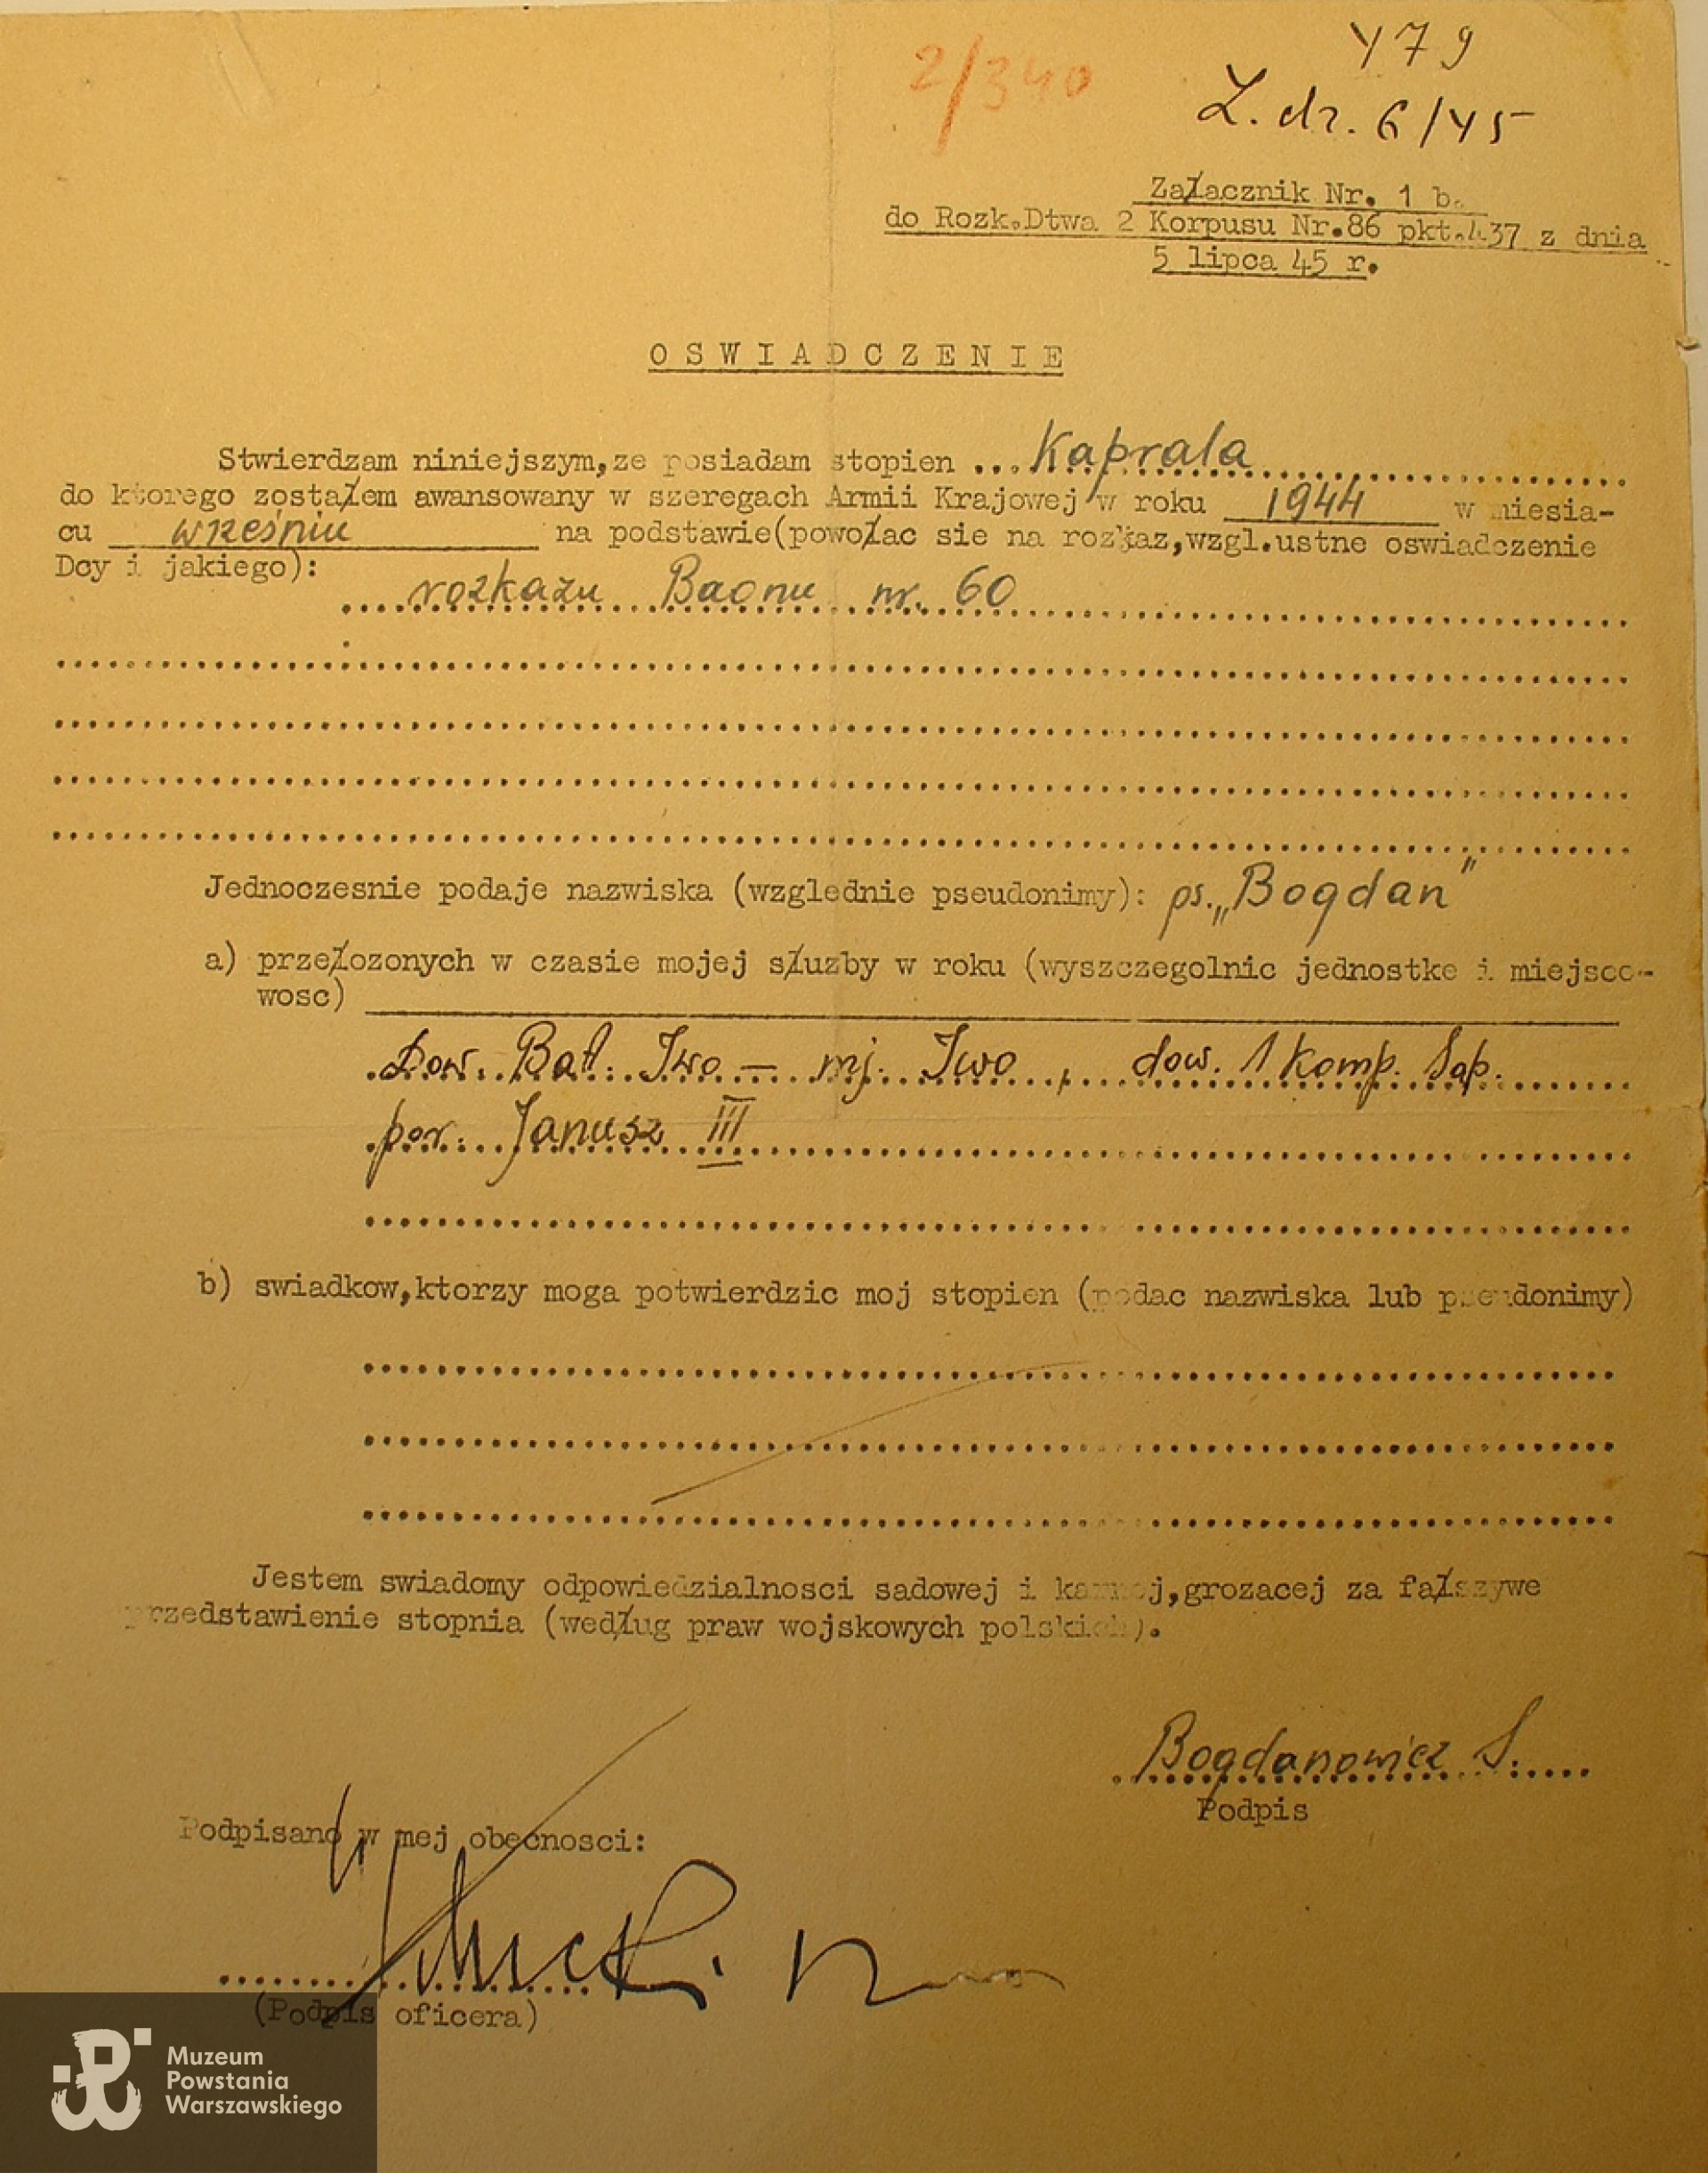 479
2/340
L. dz. 6/45
Załacznik Nr. 1 b.
do Rozk.Dtwa 2 Korpusu Nr.86 pkt.437 z dnia
5 lipca 45 r.
OSWIADCZENIE
Stwierdzam niniejszym,ze posiadam stopien ... Kaprala
do ktorego zostałem awansowany w szeregach Armii Krajowej w roku 1944 w miesia-
cu wrześniu na podstawie(powołac sie na rozkaz,wzgl.ustne oswiadczenie
Dcy i jakiego):
rozkazu Baonu nr. 60
Jednoczesnie podaje nazwiska (wzglednie pseudonimy): ps. „Bogdan"
a) przełozonych w czasie mojej słuzby w roku (wyszczegolnic jednostke i miejsco-
wosc)
Dow. Bat. Iwo – mj. Iwo, dow. 1 komp. Sap.
por. Janusz III
b) swiadkow,ktorzy moga potwierdzic moj stopien (podac nazwiska lub pseudonimy)
Jestem swiadomy odpowiedzialnosci sadowej i karnej,grozacej za fałszywe
przedstawienie stopnia (według praw wojskowych polskich).
Bogdanowicz S.
Podpis
Podpisano w mej obecnosci:
(Podpis oficera)
Muzeum
Powstania
Warszawskiego